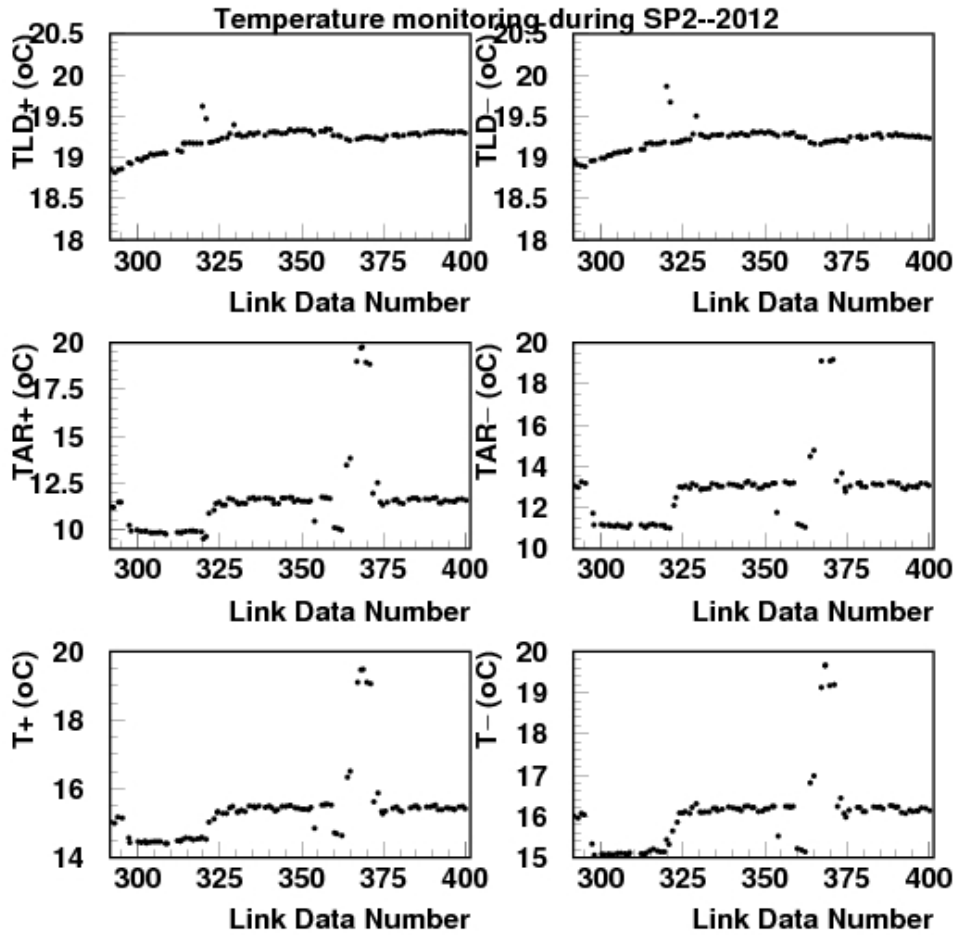 Temperature monitoring during SP2--2012
TLD+ (oC)
20.5
20
19.5
19
18.5
18
300 325 350 375 400
Link Data Number
TLD− (oC)
20.5
20
19.5
19
18.5
18
300 325 350 375 400
Link Data Number
TAR+ (oC)
20
17.5
15
12.5
10
300 325 350 375 400
Link Data Number
TAR− (oC)
20
18
16
14
12
10
300 325 350 375 400
Link Data Number
T+ (oC)
20
18
16
14
300 325 350 375 400
Link Data Number
T− (oC)
20
19
18
17
16
15
300 325 350 375 400
Link Data Number